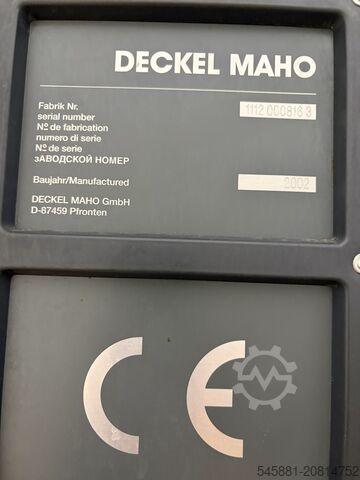 DECKEL MAHO
Fabrik Nr. 1112 000816 3
serial number
Nº de fabrication
numero di serie
Nº de serie
зАВОДСКОЙ НОМЕР
Baujahr/Manufactured 2002
DECKEL MAHO GmbH
D-87459 Pfronten
CE
545881-20814752